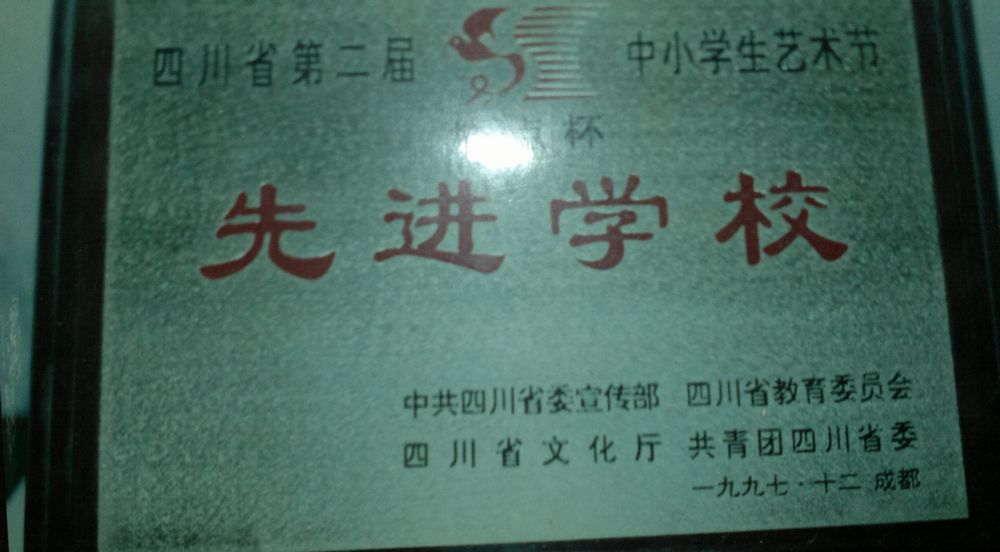 四川省第二届 中小学生艺术节
杯
先进学校
中共四川省委宣传部 四川省教育委员会
四川省文化厅 共青团四川省委
一九九七·十二 成都